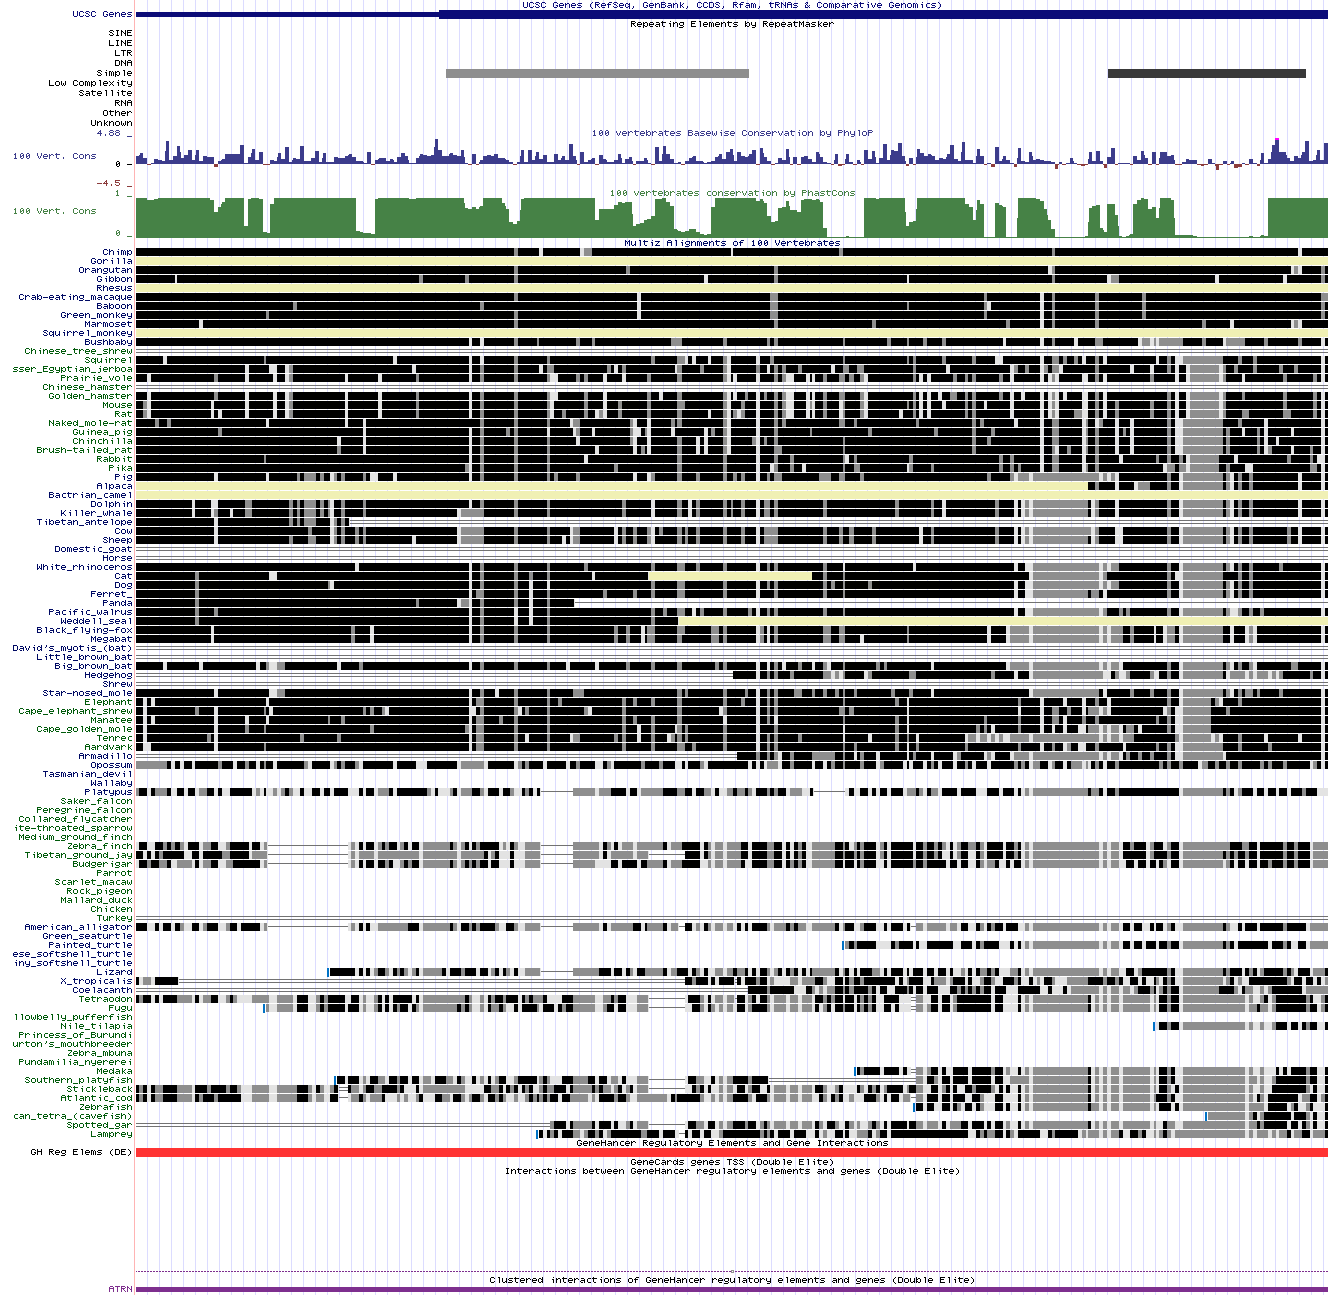 UCSC Genes (RefSeq, GenBank, CCDS, Rfam, tRNAs & Comparative Genomics)
UCSC Genes
Repeating Elements by RepeatMasker
SINE
LINE
LTR
DNA
Simple
Low Complexity
Satellite
RNA
Other
Unknown
4.88 _
100 vertebrates Basewise Conservation by PhyloP
100 Vert. Cons
0 _
-4.5 _
1 _
100 vertebrates conservation by PhastCons
100 Vert. Cons
0 _
Multiz Alignments of 100 Vertebrates
Chimp
Gorilla
Orangutan
Gibbon
Rhesus
Crab-eating_macaque
Baboon
Green_monkey
Marmoset
Squirrel_monkey
Bushbaby
Chinese_tree_shrew
Squirrel
sser_Egyptian_jerboa
Prairie_vole
Chinese_hamster
Golden_hamster
Mouse
Rat
Naked_mole-rat
Guinea_pig
Chinchilla
Brush-tailed_rat
Rabbit
Pika
Pig
Alpaca
Bactrian_camel
Dolphin
Killer_whale
Tibetan_antelope
Cow
Sheep
Domestic_goat
Horse
White_rhinoceros
Cat
Dog
Ferret_
Panda
Pacific_walrus
Weddell_seal
Black_flying-fox
Megabat
David's_myotis_(bat)
Little_brown_bat
Big_brown_bat
Hedgehog
Shrew
Star-nosed_mole
Elephant
Cape_elephant_shrew
Manatee
Cape_golden_mole
Tenrec
Aardvark
Armadillo
Opossum
Tasmanian_devil
Wallaby
Platypus
Saker_falcon
Peregrine_falcon
Collared_flycatcher
ite-throated_sparrow
Medium_ground_finch
Zebra_finch
Tibetan_ground_jay
Budgerigar
Parrot
Scarlet_macaw
Rock_pigeon
Mallard_duck
Chicken
Turkey
American_alligator
Green_seaturtle
Painted_turtle
ese_softshell_turtle
iny_softshell_turtle
Lizard
X_tropicalis
Coelacanth
Tetraodon
Fugu
llowbelly_pufferfish
Nile_tilapia
Princess_of_Burundi
urton's_mouthbreeder
Zebra_mbuna
Pundamilia_nyererei
Medaka
Southern_platyfish
Stickleback
Atlantic_cod
Zebrafish
can_tetra_(cavefish)
Spotted_gar
Lamprey
GeneHancer Regulatory Elements and Gene Interactions
GH Reg Elems (DE)
GeneCards genes TSS (Double Elite)
Interactions between GeneHancer regulatory elements and genes (Double Elite)
Clustered interactions of GeneHancer regulatory elements and genes (Double Elite)
ATRN